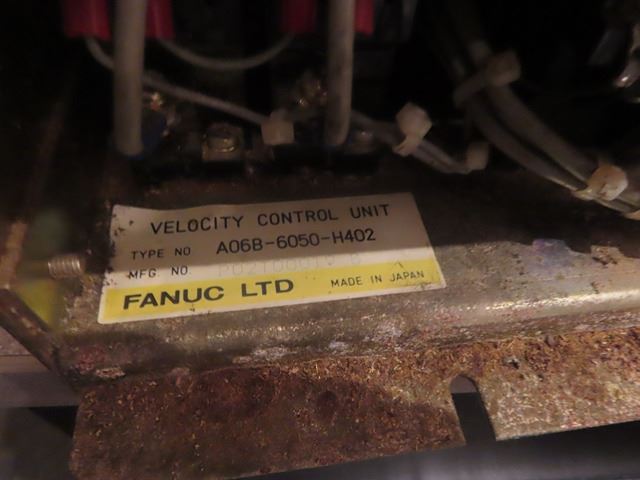 VELOCITY CONTROL UNIT
TYPE NO A06B-6050-H402
MFG. NO.
FANUC LTD MADE IN JAPAN